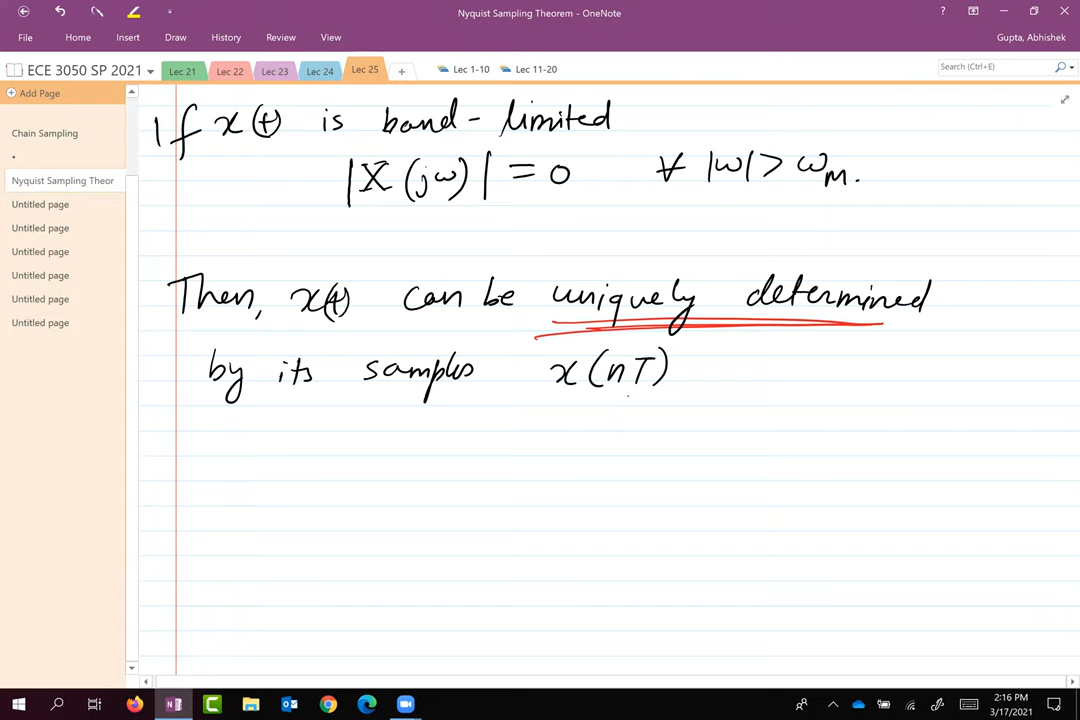 Nyquist Sampling Theorem - OneNote
File Home Insert Draw History Review View
Gupta, Abhishek
ECE 3050 SP 2021
Lec 21 Lec 22 Lec 23 Lec 24 Lec 25 Lec 1-10 Lec 11-20
Search (Ctrl+E)
Add Page
Chain Sampling
Nyquist Sampling Theor
Untitled page
Untitled page
Untitled page
Untitled page
Untitled page
Untitled page
If x(t) is band-limited
|X(jω)| = 0 ∀ |ω| > ωM.
Then, x(t) can be uniquely determined
by its samples x(nT)
2:16 PM
3/17/2021